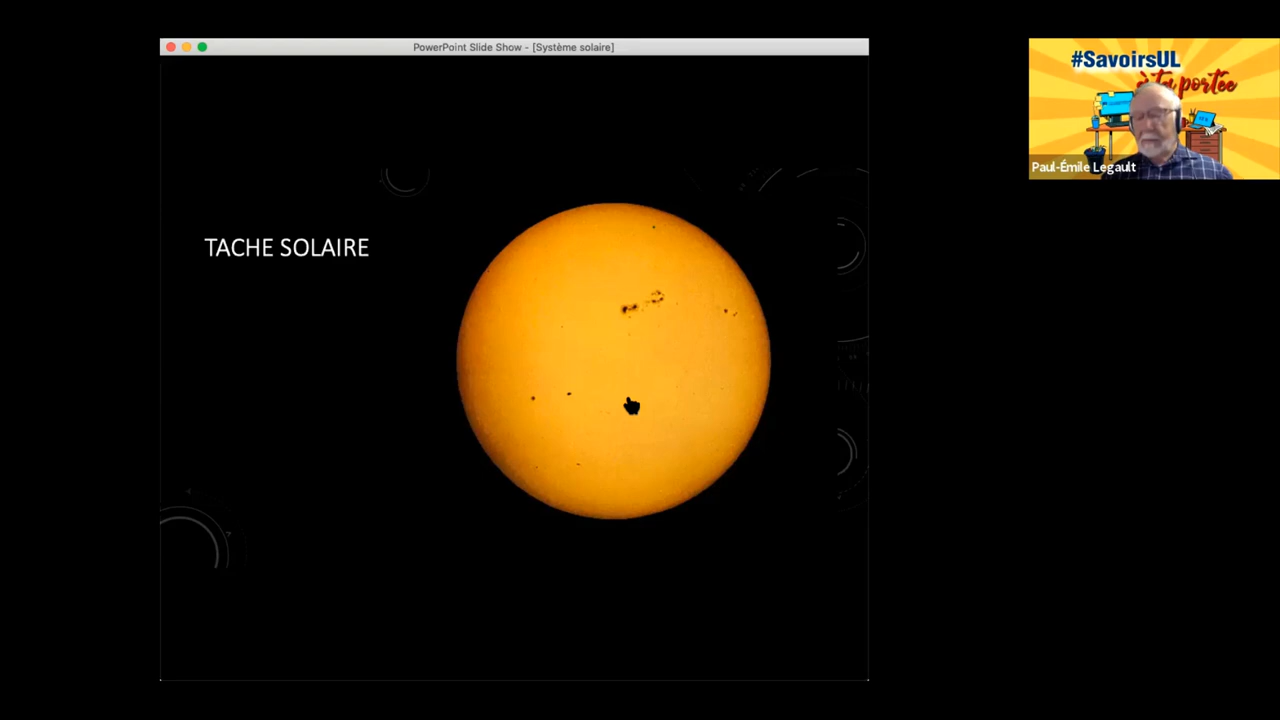 PowerPoint Slide Show - [Système solaire]
TACHE SOLAIRE
#SavoirsUL
à ta portée
Paul-Émile Legault